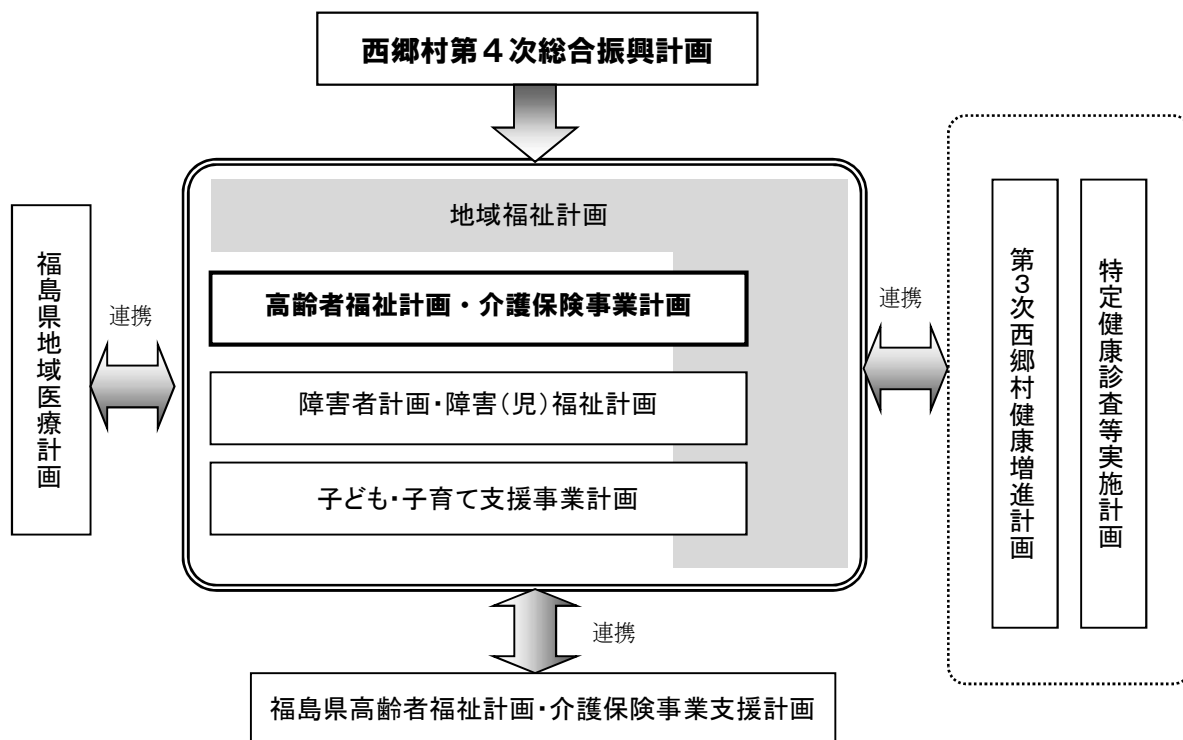 西郷村第４次総合振興計画
地域福祉計画
高齢者福祉計画・介護保険事業計画
障害者計画・障害(児)福祉計画
子ども・子育て支援事業計画
福島県地域医療計画
連携
連携
第３次西郷村健康増進計画
特定健康診査等実施計画
連携
福島県高齢者福祉計画・介護保険事業支援計画